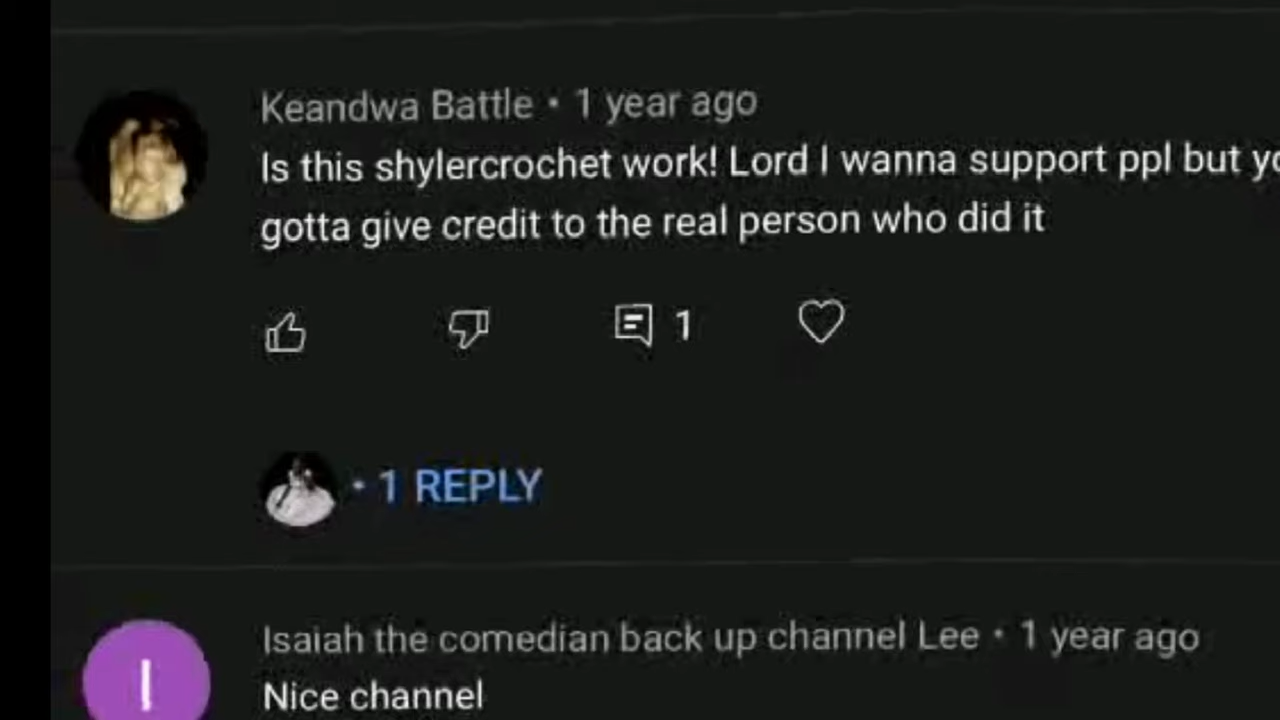 Keandwa Battle • 1 year ago
Is this shylercrochet work! Lord I wanna support ppl but
gotta give credit to the real person who did it
1
• 1 REPLY
Isaiah the comedian back up channel Lee • 1 year ago
I
Nice channel